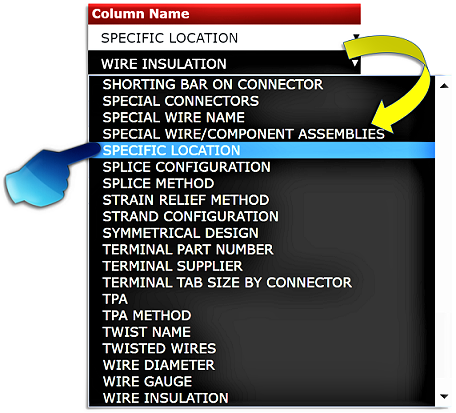 Column Name
SPECIFIC LOCATION
WIRE INSULATION
SHORTING BAR ON CONNECTOR
SPECIAL CONNECTORS
SPECIAL WIRE NAME
SPECIAL WIRE/COMPONENT ASSEMBLIES
SPECIFIC LOCATION
SPLICE CONFIGURATION
SPLICE METHOD
STRAIN RELIEF METHOD
STRAND CONFIGURATION
SYMMETRICAL DESIGN
TERMINAL PART NUMBER
TERMINAL SUPPLIER
TERMINAL TAB SIZE BY CONNECTOR
TPA
TPA METHOD
TWIST NAME
TWISTED WIRES
WIRE DIAMETER
WIRE GAUGE
WIRE INSULATION